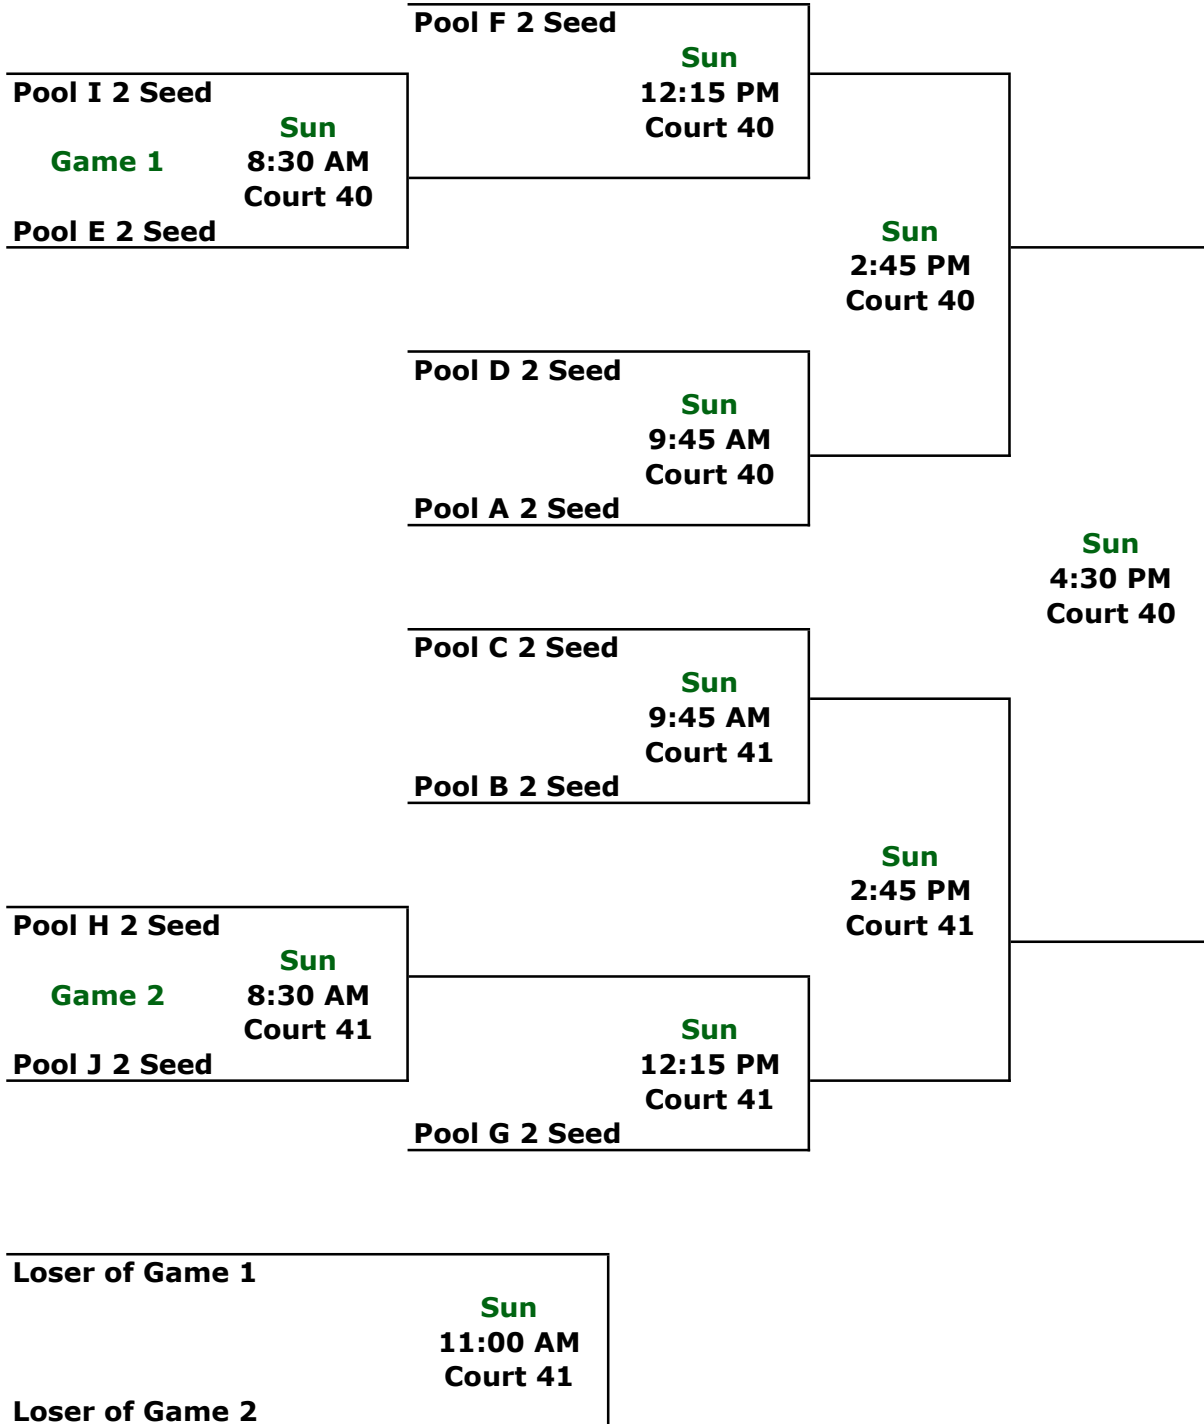 Pool F 2 Seed
Sun
12:15 PM
Court 40
Pool I 2 Seed
Sun
Game 1
8:30 AM
Court 40
Pool E 2 Seed
Sun
2:45 PM
Court 40
Pool D 2 Seed
Sun
9:45 AM
Court 40
Pool A 2 Seed
Sun
4:30 PM
Court 40
Pool C 2 Seed
Sun
9:45 AM
Court 41
Pool B 2 Seed
Sun
2:45 PM
Court 41
Pool H 2 Seed
Sun
Game 2
8:30 AM
Court 41
Pool J 2 Seed
Sun
12:15 PM
Court 41
Pool G 2 Seed
Loser of Game 1
Sun
11:00 AM
Court 41
Loser of Game 2